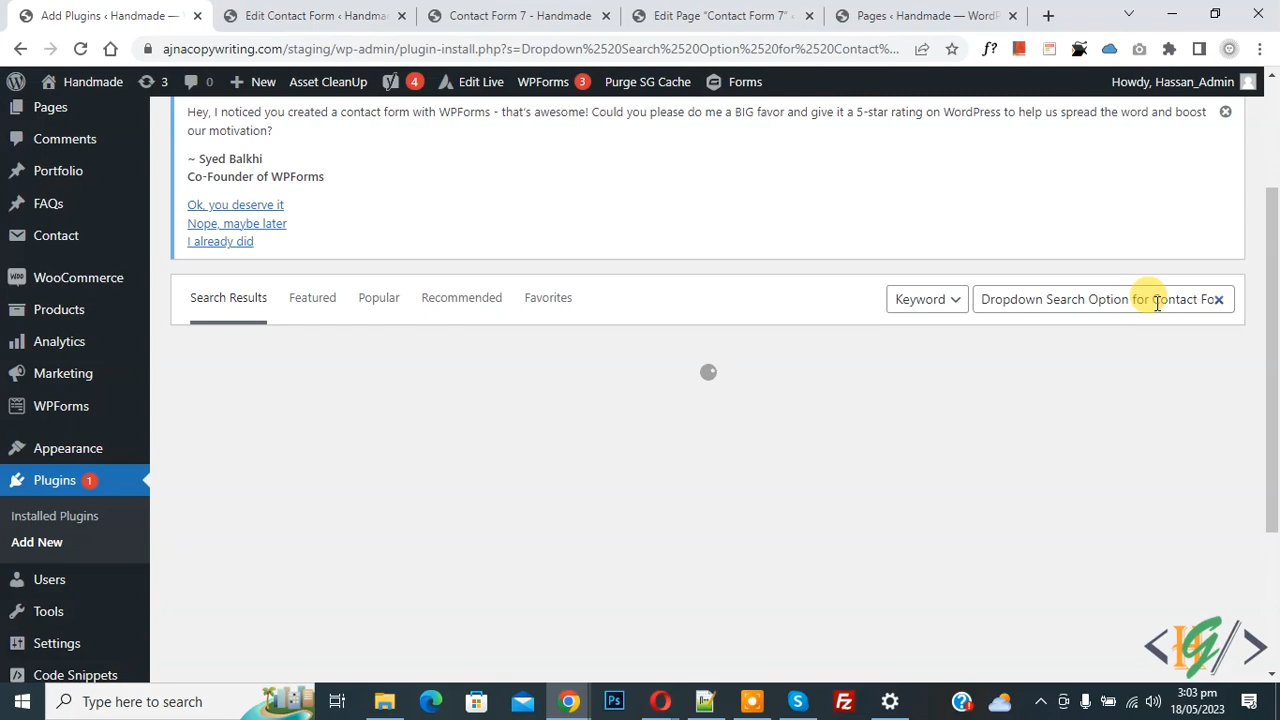 Add Plugins ‹ Handmade —
Edit Contact Form ‹ Handma
Contact Form 7 - Handmade
Edit Page "Contact Form 7" ‹
Pages ‹ Handmade — WordP
ajnacopywriting.com/staging/wp-admin/plugin-install.php?s=Dropdown%2520Search%2520Option%2520for%2520Contact%...
Handmade
3
0
New
Asset CleanUp
4
Edit Live
WPForms 3
Purge SG Cache
Forms
Howdy, Hassan_Admin
Pages
Comments
Portfolio
FAQs
Contact
WooCommerce
Products
Analytics
Marketing
WPForms
Appearance
Plugins 1
Installed Plugins
Add New
Users
Tools
Settings
Code Snippets
Hey, I noticed you created a contact form with WPForms - that's awesome! Could you please do me a BIG favor and give it a 5-star rating on WordPress to help us spread the word and boost
our motivation?
~ Syed Balkhi
Co-Founder of WPForms
Ok, you deserve it
Nope, maybe later
I already did
Search Results
Featured
Popular
Recommended
Favorites
Keyword
Dropdown Search Option for Contact Fo
Type here to search
3:03 pm
18/05/2023